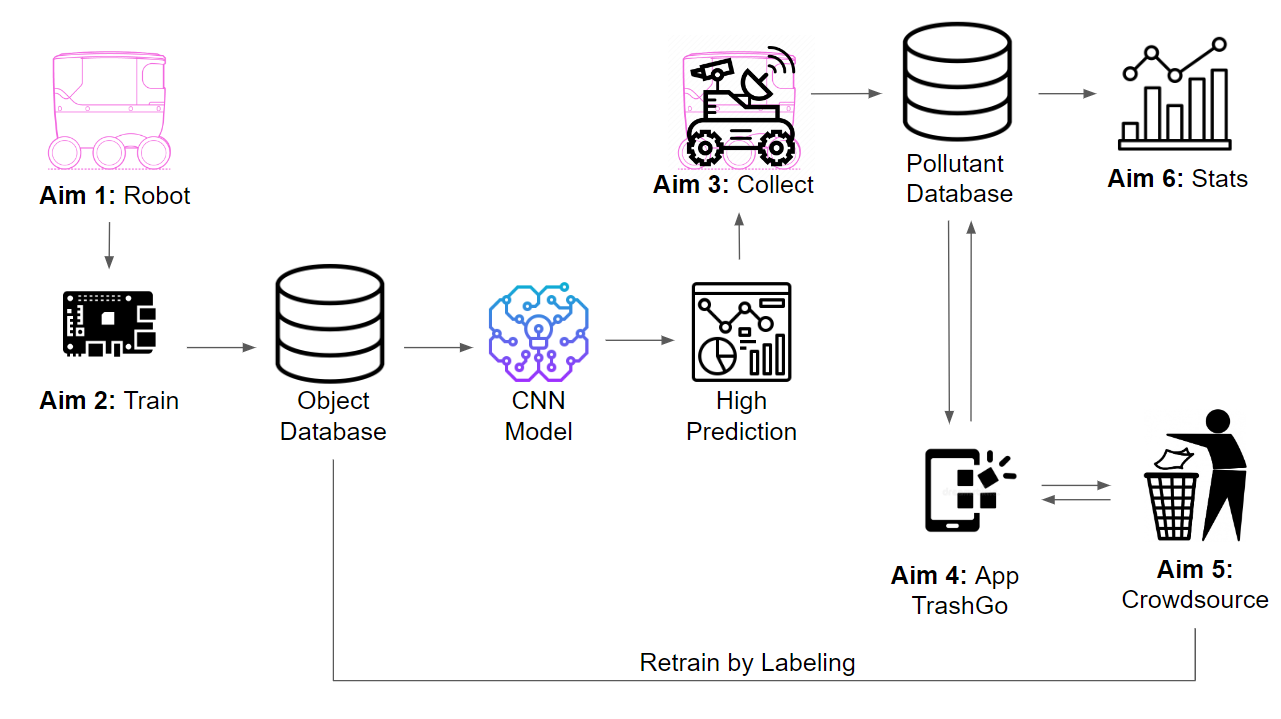 Aim 1: Robot
Aim 2: Train
Object
Database
CNN
Model
High
Prediction
Aim 3: Collect
Pollutant
Database
Aim 6: Stats
Aim 4: App
TrashGo
Aim 5:
Crowdsource
Retrain by Labeling